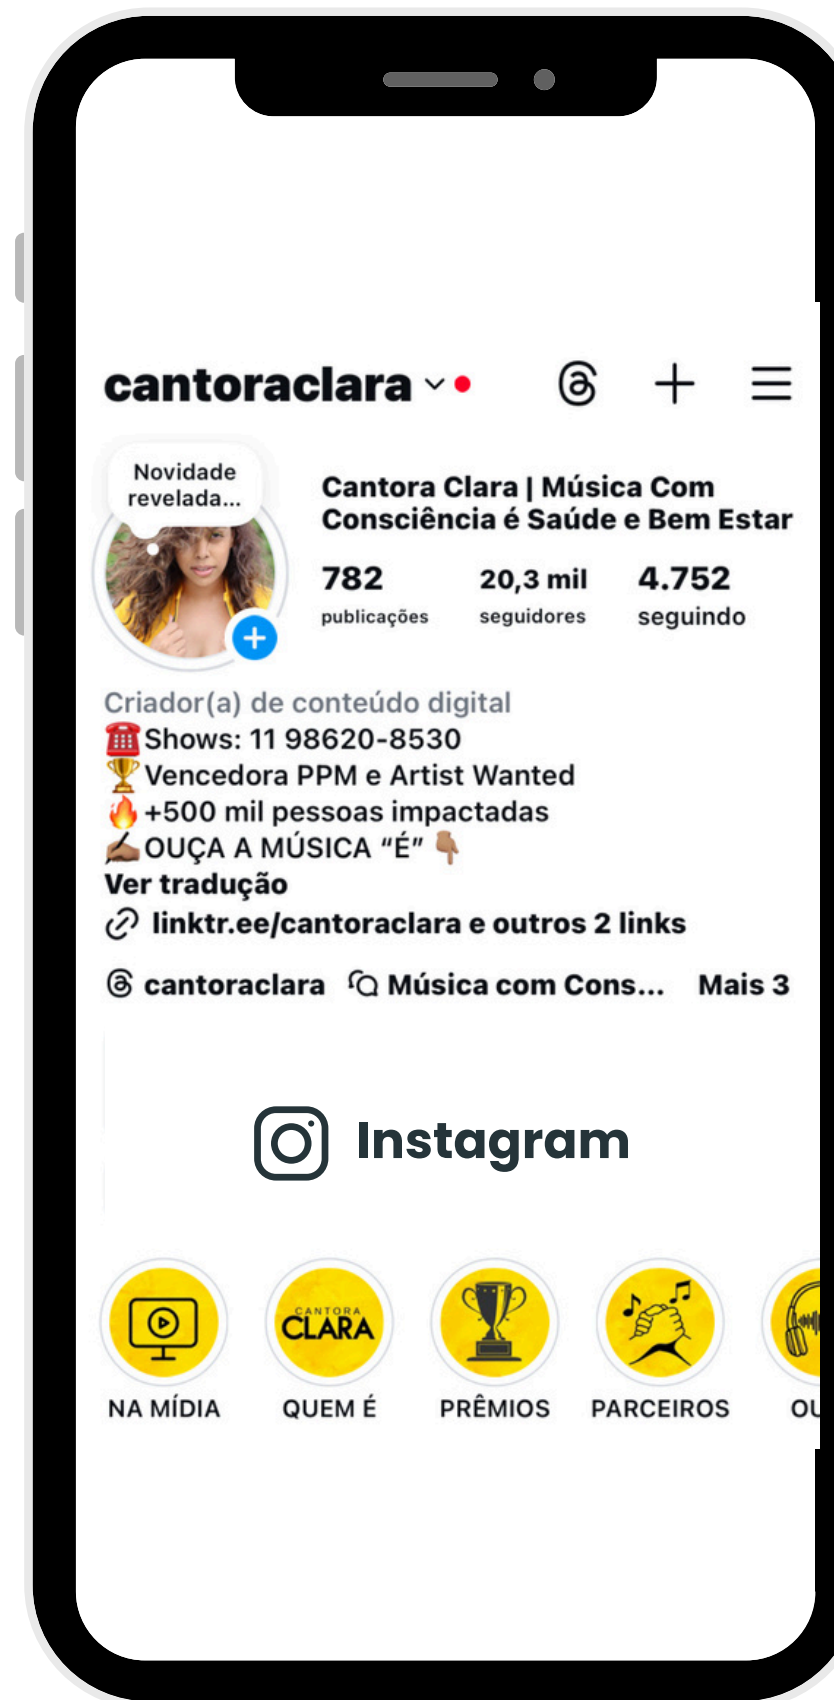 cantoraclara
Novidade
revelada...
Cantora Clara | Música Com
Consciência é Saúde e Bem Estar
782
20,3 mil
4.752
publicações
seguidores
seguindo
Criador(a) de conteúdo digital
☎️Shows: 11 98620-8530
🏆Vencedora PPM e Artist Wanted
🔥+500 mil pessoas impactadas
✍🏽OUÇA A MÚSICA “É” 👇🏽
Ver tradução
linktr.ee/cantoraclara e outros 2 links
cantoraclara Música com Cons... Mais 3
Instagram
CANTORA
CLARA
NA MÍDIA
QUEM É
PRÊMIOS
PARCEIROS